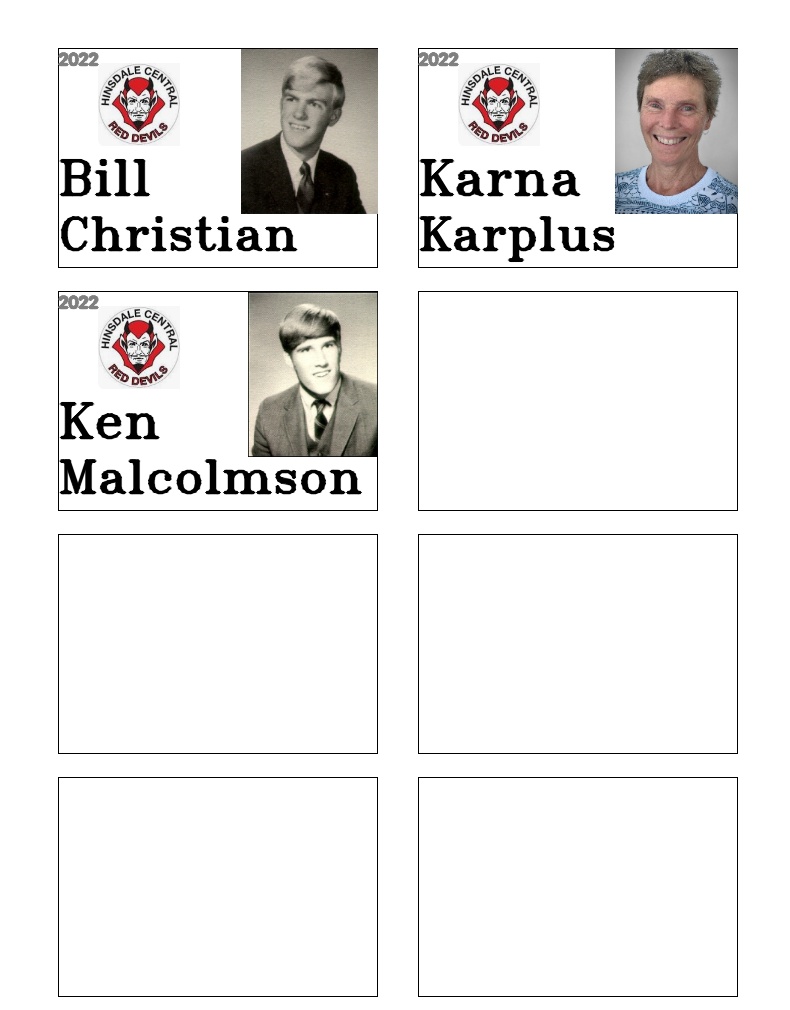 2022
HINSDALE CENTRAL
RED DEVILS
Bill
Christian
2022
HINSDALE CENTRAL
RED DEVILS
Karna
Karplus
2022
HINSDALE CENTRAL
RED DEVILS
Ken
Malcolmson